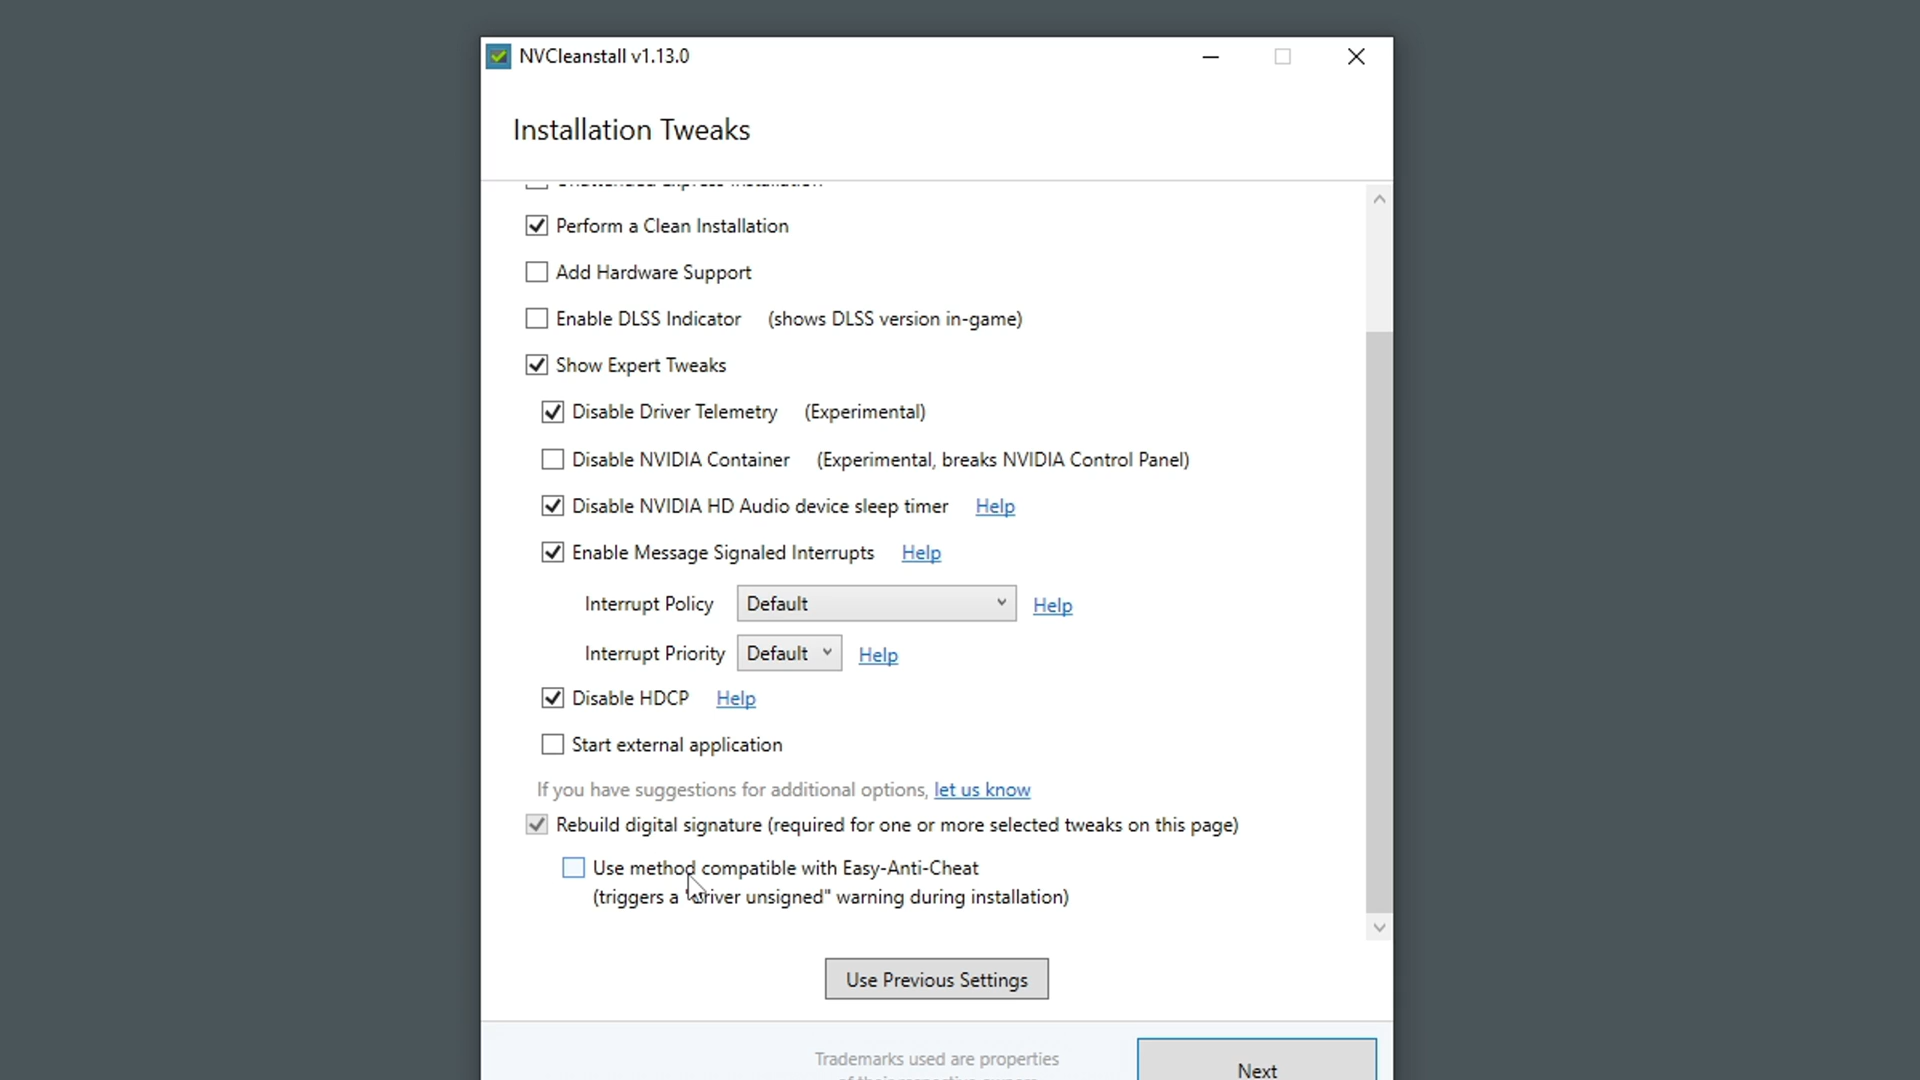 NVCleanstall v1.13.0
Installation Tweaks
Perform a Clean Installation
Add Hardware Support
Enable DLSS Indicator (shows DLSS version in-game)
Show Expert Tweaks
Disable Driver Telemetry (Experimental)
Disable NVIDIA Container (Experimental, breaks NVIDIA Control Panel)
Disable NVIDIA HD Audio device sleep timer Help
Enable Message Signaled Interrupts Help
Interrupt Policy Default Help
Interrupt Priority Default Help
Disable HDCP Help
Start external application
If you have suggestions for additional options, let us know
Rebuild digital signature (required for one or more selected tweaks on this page)
Use method compatible with Easy-Anti-Cheat
(triggers a "driver unsigned" warning during installation)
Use Previous Settings
Trademarks used are properties
Next